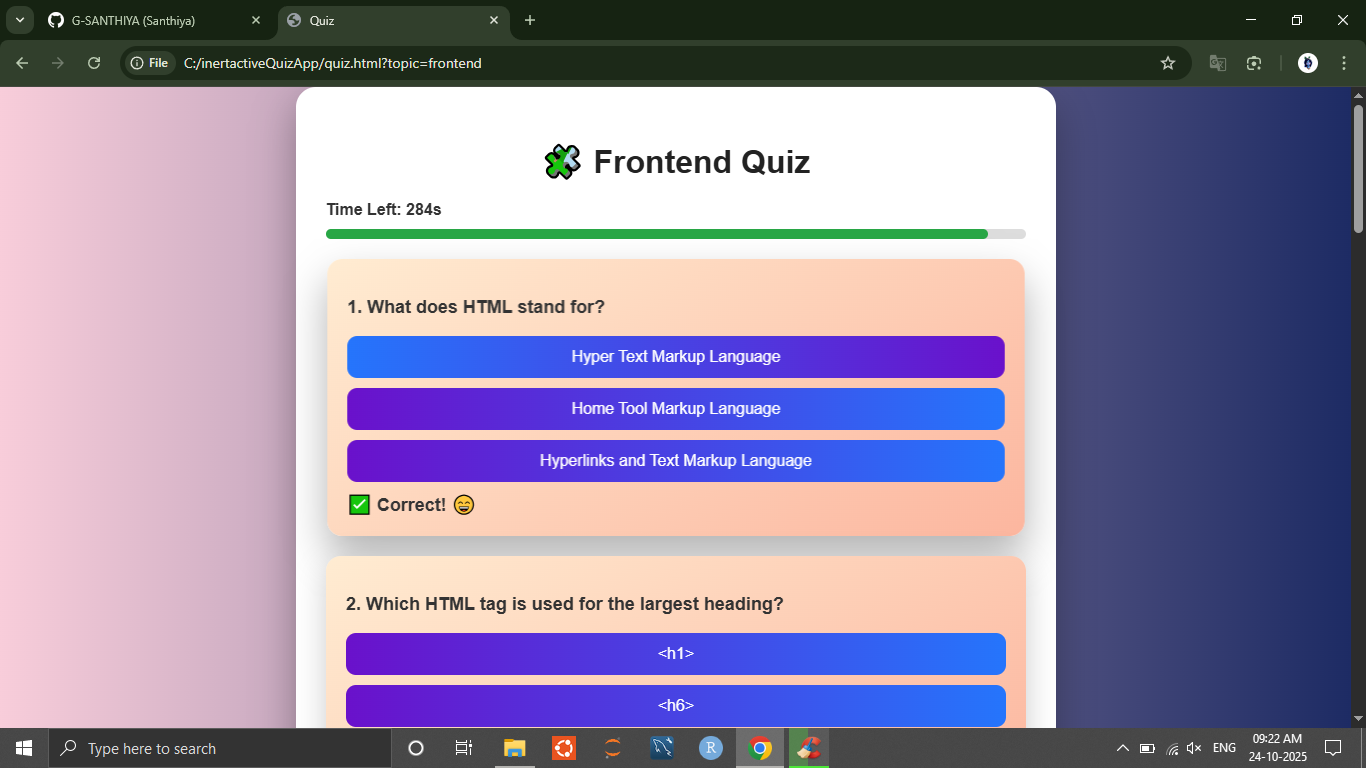 G-SANTHIYA (Santhiya)
Quiz
File
C:/inertactiveQuizApp/quiz.html?topic=frontend
Frontend Quiz
Time Left: 284s
1. What does HTML stand for?
Hyper Text Markup Language
Home Tool Markup Language
Hyperlinks and Text Markup Language
Correct!
2. Which HTML tag is used for the largest heading?
<h1>
<h6>
Type here to search
R
ENG
09:22 AM
24-10-2025